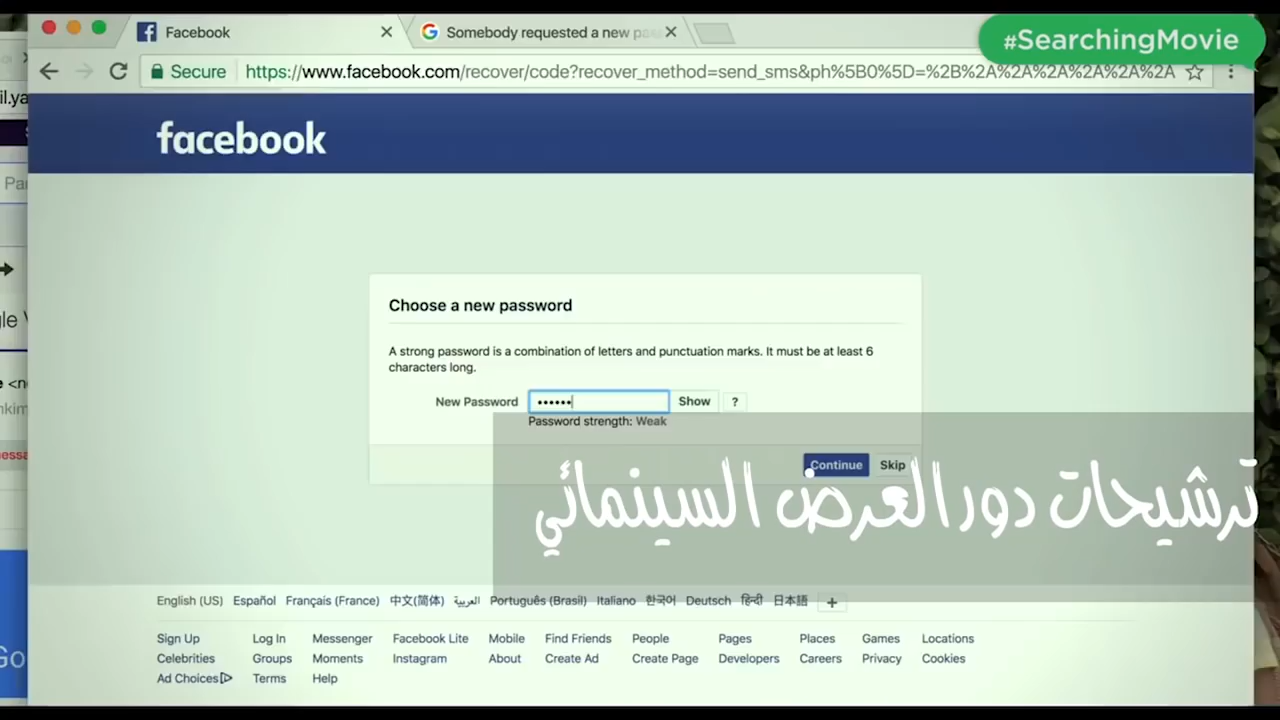 Facebook
Somebody requested a new pas
#SearchingMovie
Secure
https://www.facebook.com/recover/code?recover_method=send_sms&ph%5B0%5D=%2B%2A%2A%2A%2A%2A%2A
facebook
Choose a new password
A strong password is a combination of letters and punctuation marks. It must be at least 6
characters long.
New Password •••••• Show ?
Password strength: Weak
Continue Skip
ترشيحات دور العرض السينمائي
English (US) Español Français (France) 中文(简体) العربية Português (Brasil) Italiano 한국어 Deutsch हिन्दी 日本語 +
Sign Up Log In Messenger Facebook Lite Mobile Find Friends People Pages Places Games Locations
Celebrities Groups Moments Instagram About Create Ad Create Page Developers Careers Privacy Cookies
Ad Choices Terms Help